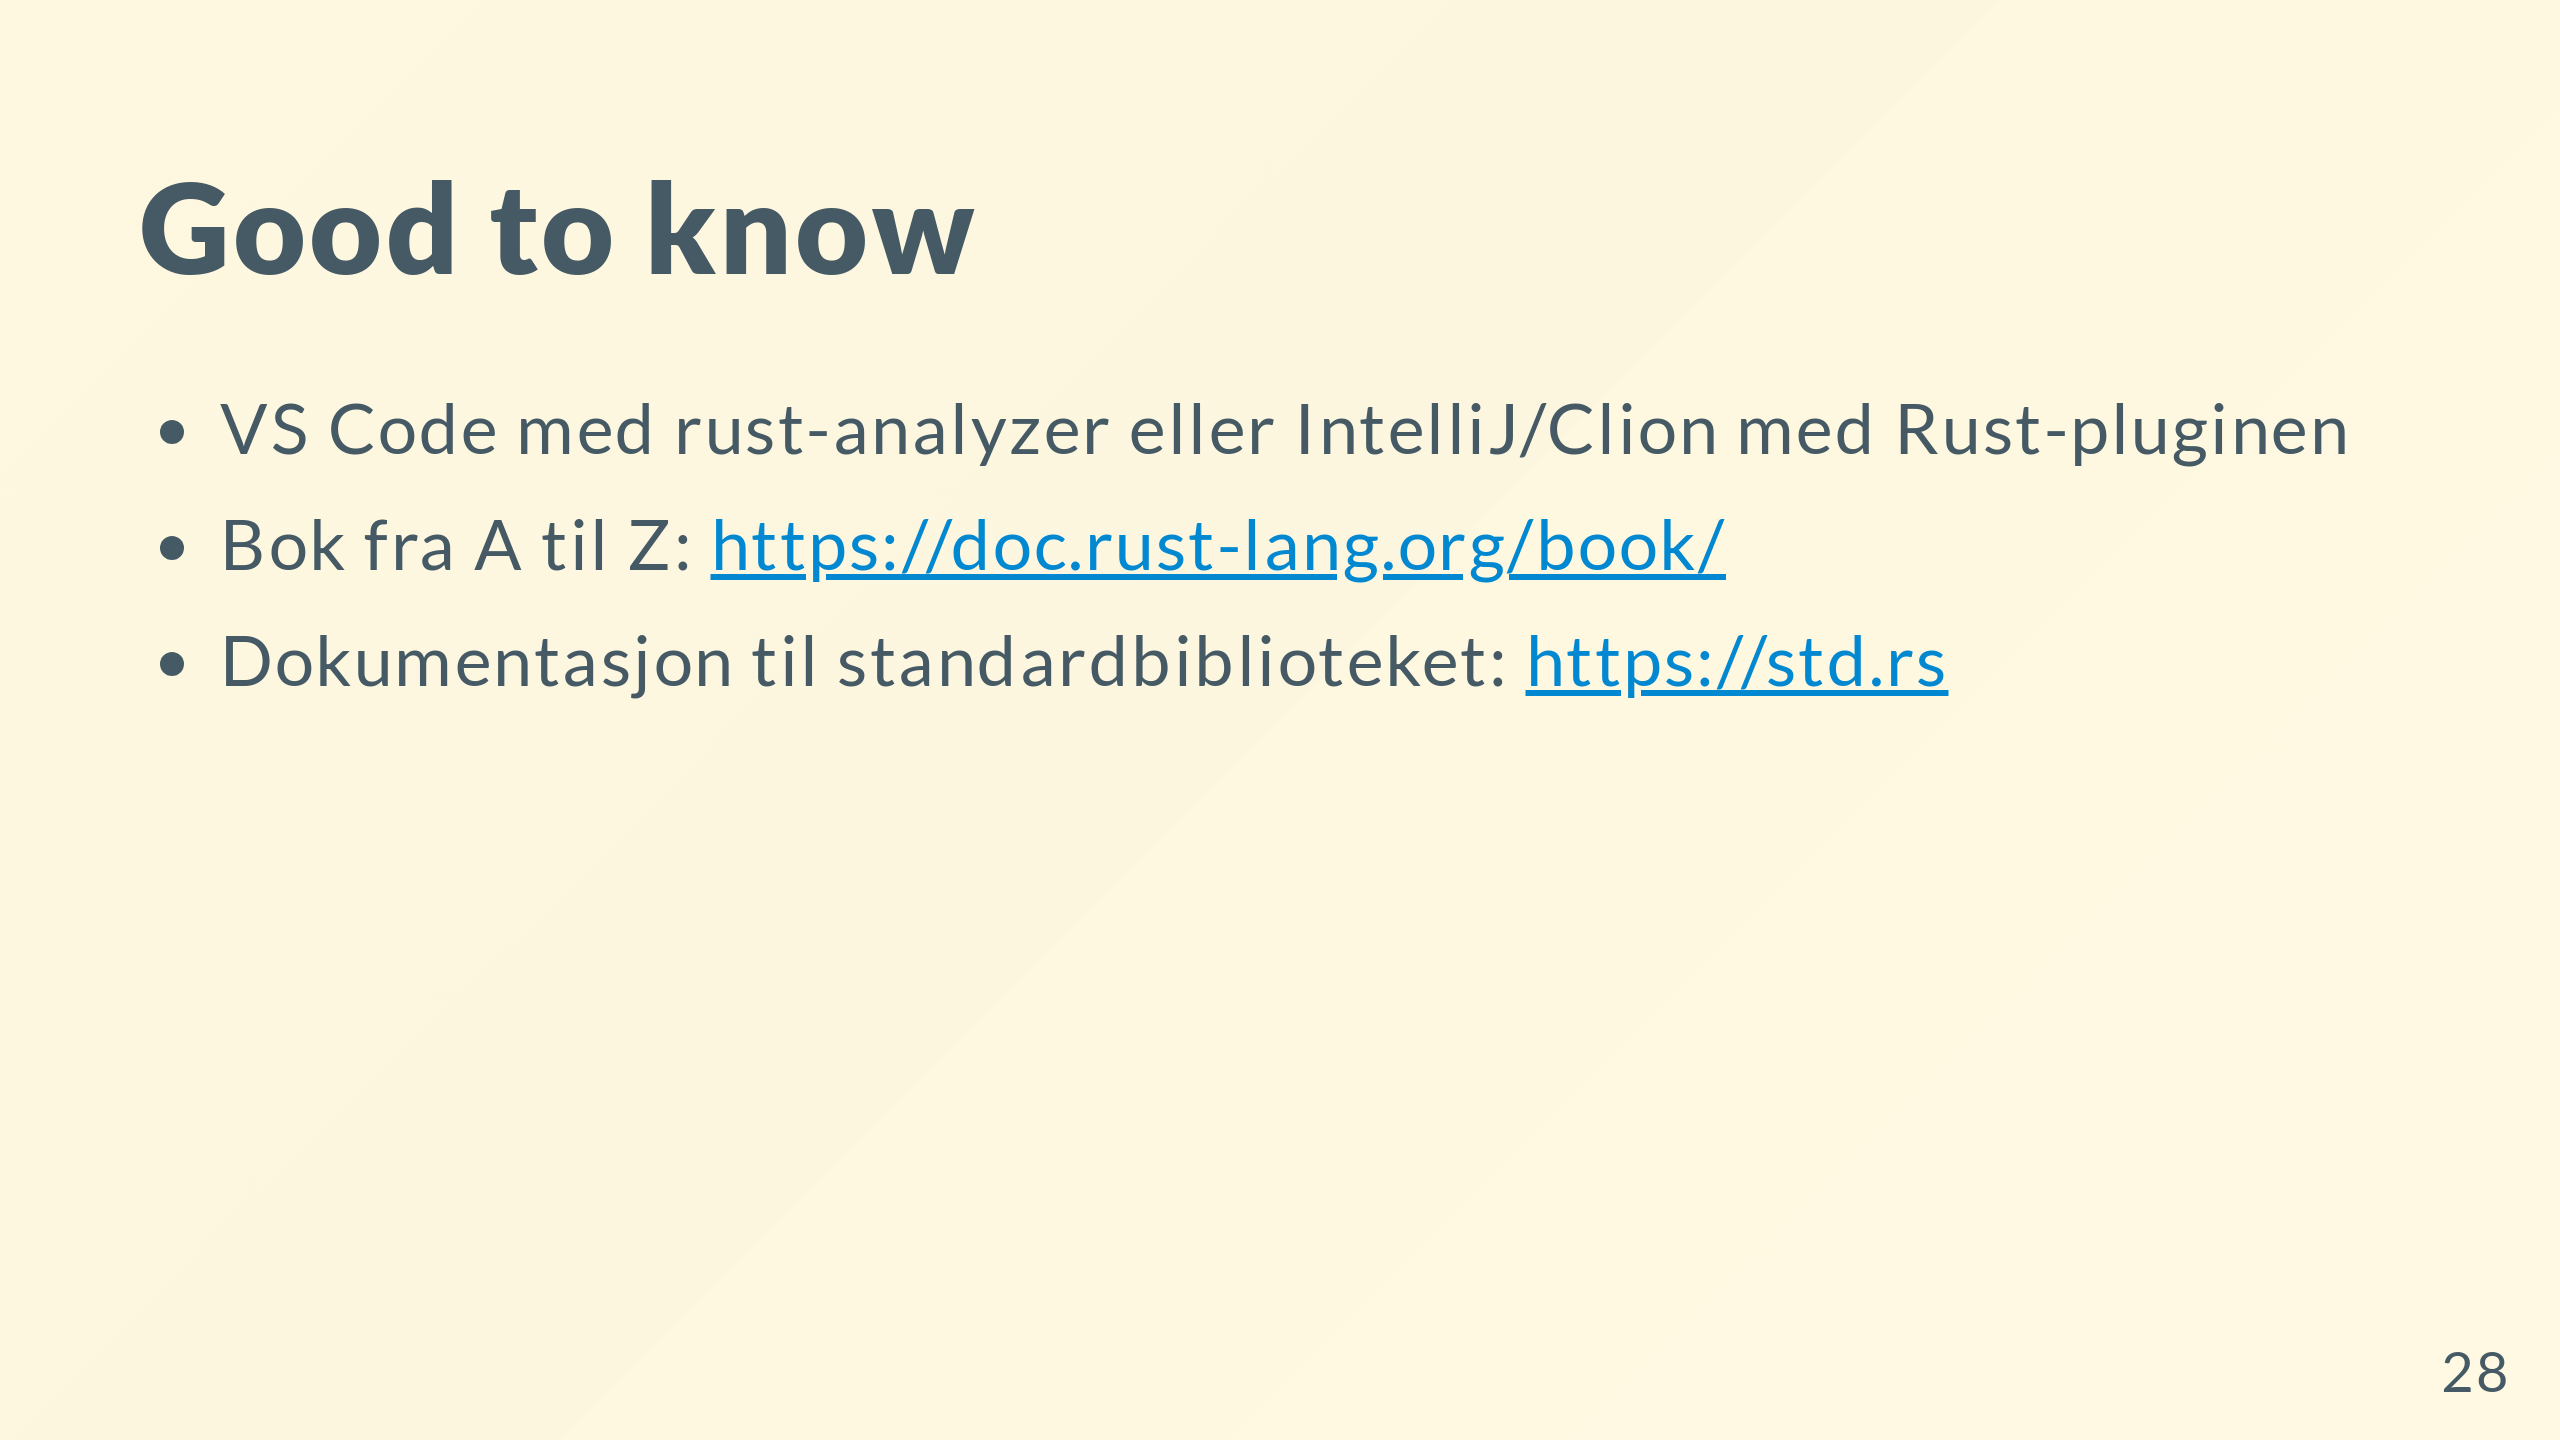 Good to know
• VS Code med rust-analyzer eller IntelliJ/Clion med Rust-pluginen
• Bok fra A til Z: https://doc.rust-lang.org/book/
• Dokumentasjon til standardbiblioteket: https://std.rs
28